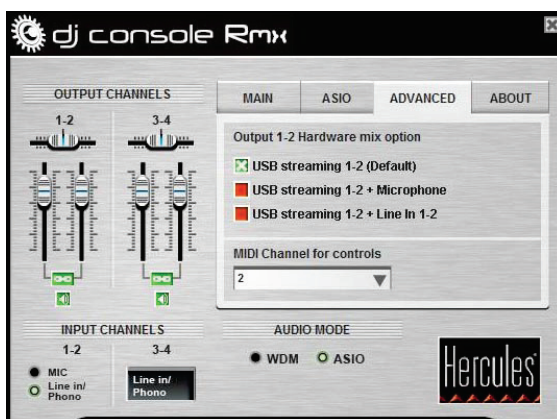 dj console Rmx
OUTPUT CHANNELS
1-2
3-4
MAIN
ASIO
ADVANCED
ABOUT
Output 1-2 Hardware mix option
USB streaming 1-2 (Default)
USB streaming 1-2 + Microphone
USB streaming 1-2 + Line In 1-2
MIDI Channel for controls
2
INPUT CHANNELS
1-2
3-4
MIC
Line in/
Phono
Line in/
Phono
AUDIO MODE
WDM
ASIO
Hercules